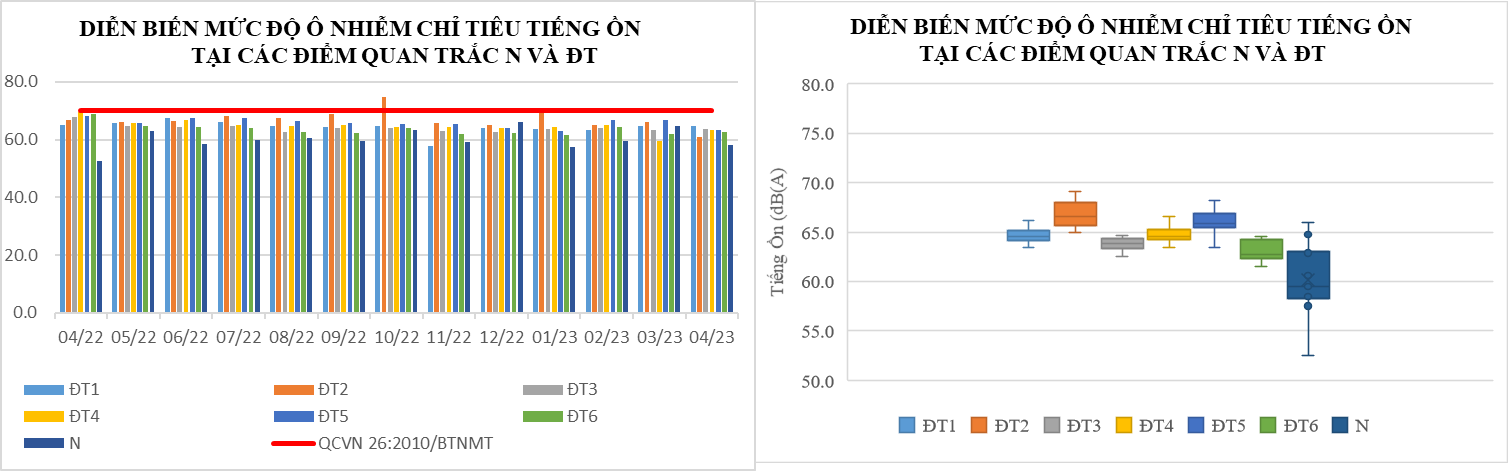 DIỄN BIẾN MỨC ĐỘ Ô NHIỄM CHỈ TIÊU TIẾNG ỒN
TẠI CÁC ĐIỂM QUAN TRẮC N VÀ ĐT
80.0
60.0
40.0
20.0
0.0
04/22 05/22 06/22 07/22 08/22 09/22 10/22 11/22 12/22 01/23 02/23 03/23 04/23
ĐT1 ĐT2 ĐT3
ĐT4 ĐT5 ĐT6
N QCVN 26:2010/BTNMT
DIỄN BIẾN MỨC ĐỘ Ô NHIỄM CHỈ TIÊU TIẾNG ỒN
TẠI CÁC ĐIỂM QUAN TRẮC N VÀ ĐT
Tiếng Ồn (dB(A)
80.0
75.0
70.0
65.0
60.0
55.0
50.0
ĐT1 ĐT2 ĐT3 ĐT4 ĐT5 ĐT6 N